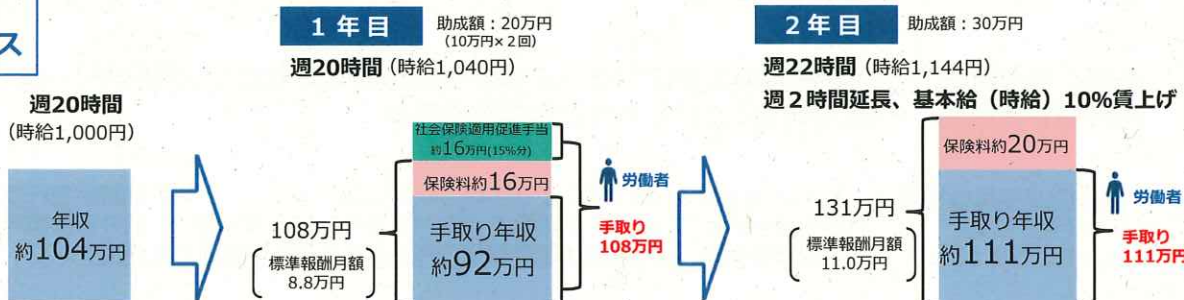 ス
週20時間
（時給1,000円）
年収
約104万円
1年目
助成額：20万円
（10万円×2回）
週20時間（時給1,040円）
社会保険適用促進手当
約16万円(15%分)
保険料約16万円
108万円
標準報酬月額
8.8万円
手取り年収
約92万円
労働者
手取り
108万円
2年目
助成額：30万円
週22時間（時給1,144円）
週2時間延長、基本給（時給）10%賃上げ
保険料約20万円
131万円
標準報酬月額
11.0万円
手取り年収
約111万円
労働者
手取り
111万円